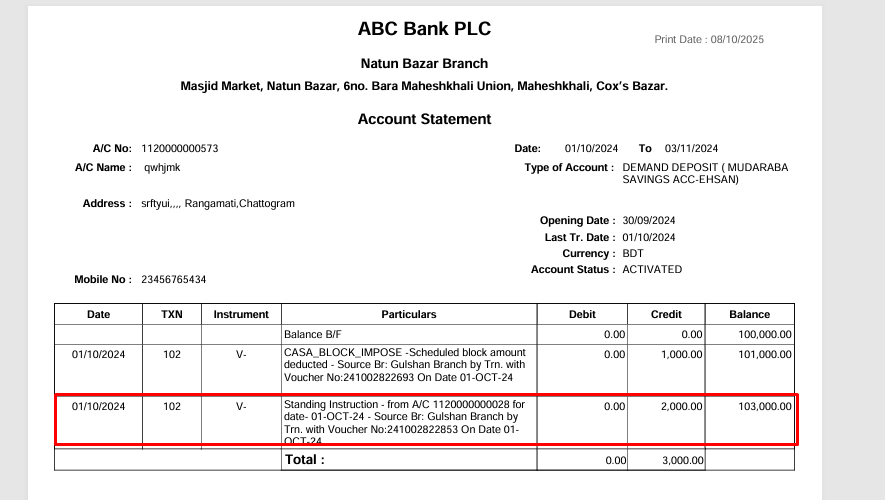 ABC Bank PLC
Print Date : 08/10/2025
Natun Bazar Branch
Masjid Market, Natun Bazar, 6no. Bara Maheshkhali Union, Maheshkhali, Cox's Bazar.
Account Statement
A/C No: 1120000000573
Date: 01/10/2024 To 03/11/2024
A/C Name : qwhjmk
Type of Account : DEMAND DEPOSIT ( MUDARABA
SAVINGS ACC-EHSAN)
Address : srftyui,,,, Rangamati,Chattogram
Opening Date : 30/09/2024
Last Tr. Date : 01/10/2024
Currency : BDT
Account Status : ACTIVATED
Mobile No : 23456765434
Date TXN Instrument Particulars Debit Credit Balance
Balance B/F 0.00 0.00 100,000.00
01/10/2024 102 V- CASA_BLOCK_IMPOSE -Scheduled block amount 0.00 1,000.00 101,000.00
deducted - Source Br: Gulshan Branch by Trn. with
Voucher No:241002822693 On Date 01-OCT-24
01/10/2024 102 V- Standing Instruction - from A/C 1120000000028 for 0.00 2,000.00 103,000.00
date- 01-OCT-24 - Source Br: Gulshan Branch by
Trn. with Voucher No:241002822853 On Date 01-
OCT-24
Total : 0.00 3,000.00